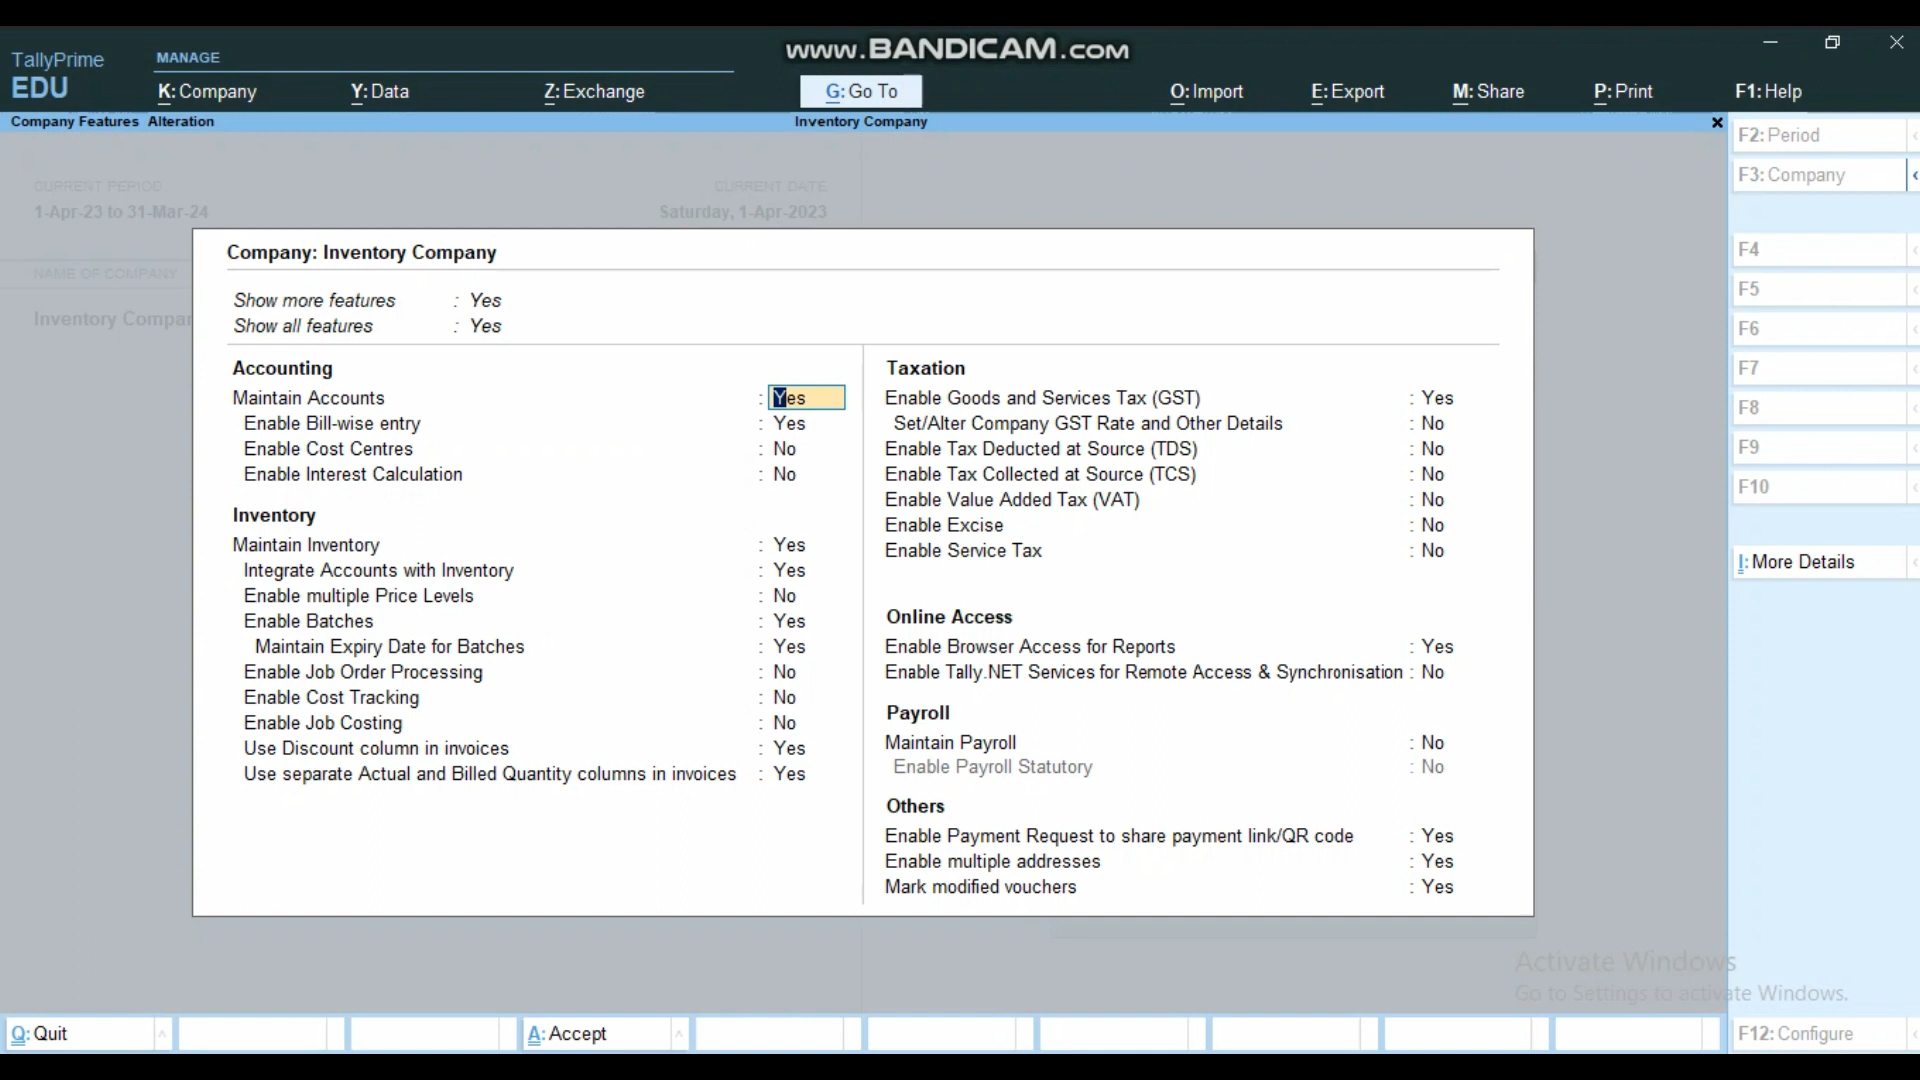 www.BANDICAM.com
TallyPrime
EDU
MANAGE
K: Company
Y: Data
Z: Exchange
G: Go To
O: Import
E: Export
M: Share
P: Print
F1: Help
Company Features Alteration
Inventory Company
F2: Period
F3: Company
F4
F5
F6
F7
F8
F9
F10
I: More Details
F12: Configure
CURRENT PERIOD
1-Apr-23 to 31-Mar-24
CURRENT DATE
Saturday, 1-Apr-2023
NAME OF COMPANY
Inventory Compar
Company: Inventory Company
Show more features : Yes
Show all features : Yes
Accounting
Maintain Accounts : Yes
Enable Bill-wise entry : Yes
Enable Cost Centres : No
Enable Interest Calculation : No
Inventory
Maintain Inventory : Yes
Integrate Accounts with Inventory : Yes
Enable multiple Price Levels : No
Enable Batches : Yes
Maintain Expiry Date for Batches : Yes
Enable Job Order Processing : No
Enable Cost Tracking : No
Enable Job Costing : No
Use Discount column in invoices : Yes
Use separate Actual and Billed Quantity columns in invoices : Yes
Taxation
Enable Goods and Services Tax (GST) : Yes
Set/Alter Company GST Rate and Other Details : No
Enable Tax Deducted at Source (TDS) : No
Enable Tax Collected at Source (TCS) : No
Enable Value Added Tax (VAT) : No
Enable Excise : No
Enable Service Tax : No
Online Access
Enable Browser Access for Reports : Yes
Enable Tally.NET Services for Remote Access & Synchronisation : No
Payroll
Maintain Payroll : No
Enable Payroll Statutory : No
Others
Enable Payment Request to share payment link/QR code : Yes
Enable multiple addresses : Yes
Mark modified vouchers : Yes
Activate Windows
Go to Settings to activate Windows.
Q: Quit
A: Accept